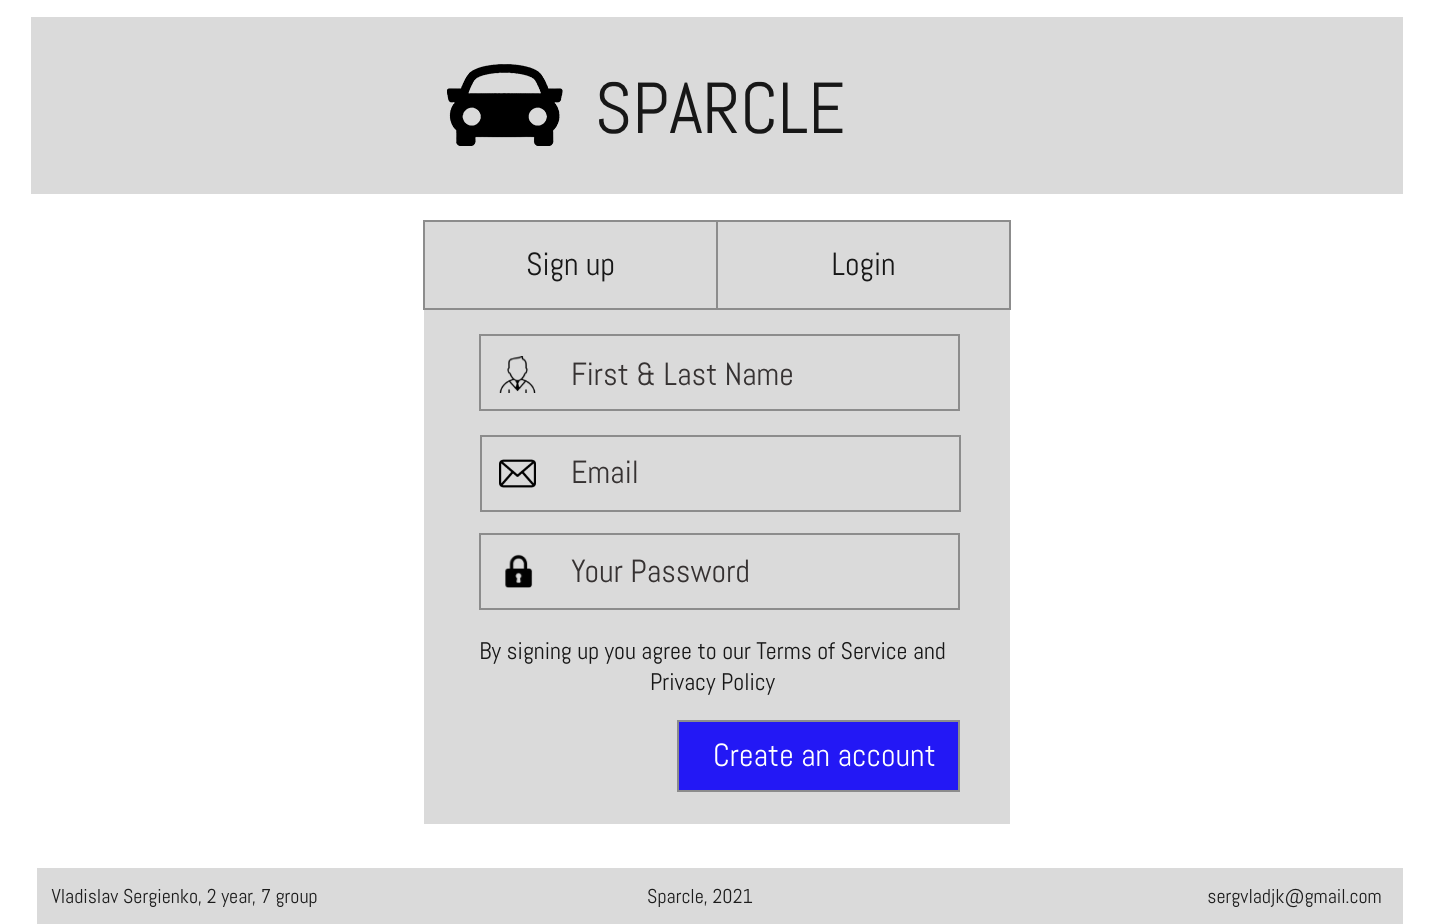 SPARCLE
Sign up
Login
First & Last Name
Email
Your Password
By signing up you agree to our Terms of Service and
Privacy Policy
Create an account
Vladislav Sergienko, 2 year, 7 group
Sparcle, 2021
sergvladjk@gmail.com